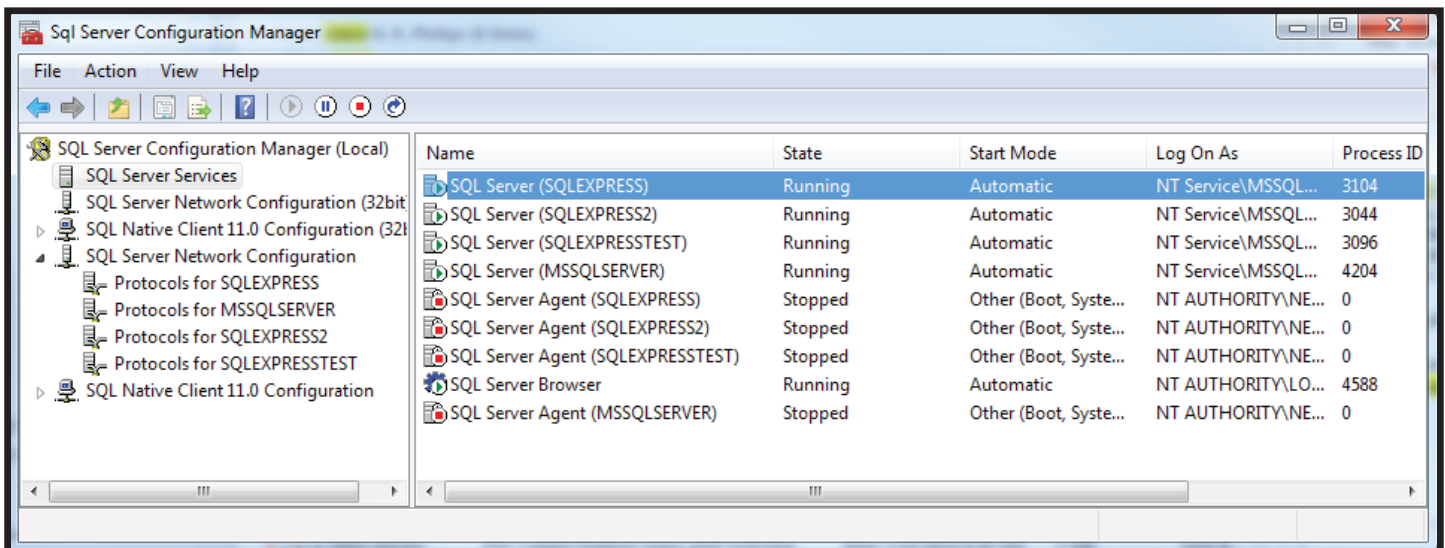 Sql Server Configuration Manager
File Action View Help
SQL Server Configuration Manager (Local)
SQL Server Services
SQL Server Network Configuration (32bit
SQL Native Client 11.0 Configuration (32b
SQL Server Network Configuration
Protocols for SQLEXPRESS
Protocols for MSSQLSERVER
Protocols for SQLEXPRESS2
Protocols for SQLEXPRESSTEST
SQL Native Client 11.0 Configuration
Name State Start Mode Log On As Process ID
SQL Server (SQLEXPRESS) Running Automatic NT Service\MSSQL... 3104
SQL Server (SQLEXPRESS2) Running Automatic NT Service\MSSQL... 3044
SQL Server (SQLEXPRESSTEST) Running Automatic NT Service\MSSQL... 3096
SQL Server (MSSQLSERVER) Running Automatic NT Service\MSSQL... 4204
SQL Server Agent (SQLEXPRESS) Stopped Other (Boot, Syste... NT AUTHORITY\NE... 0
SQL Server Agent (SQLEXPRESS2) Stopped Other (Boot, Syste... NT AUTHORITY\NE... 0
SQL Server Agent (SQLEXPRESSTEST) Stopped Other (Boot, Syste... NT AUTHORITY\NE... 0
SQL Server Browser Running Automatic NT AUTHORITY\LO... 4588
SQL Server Agent (MSSQLSERVER) Stopped Other (Boot, Syste... NT AUTHORITY\NE... 0